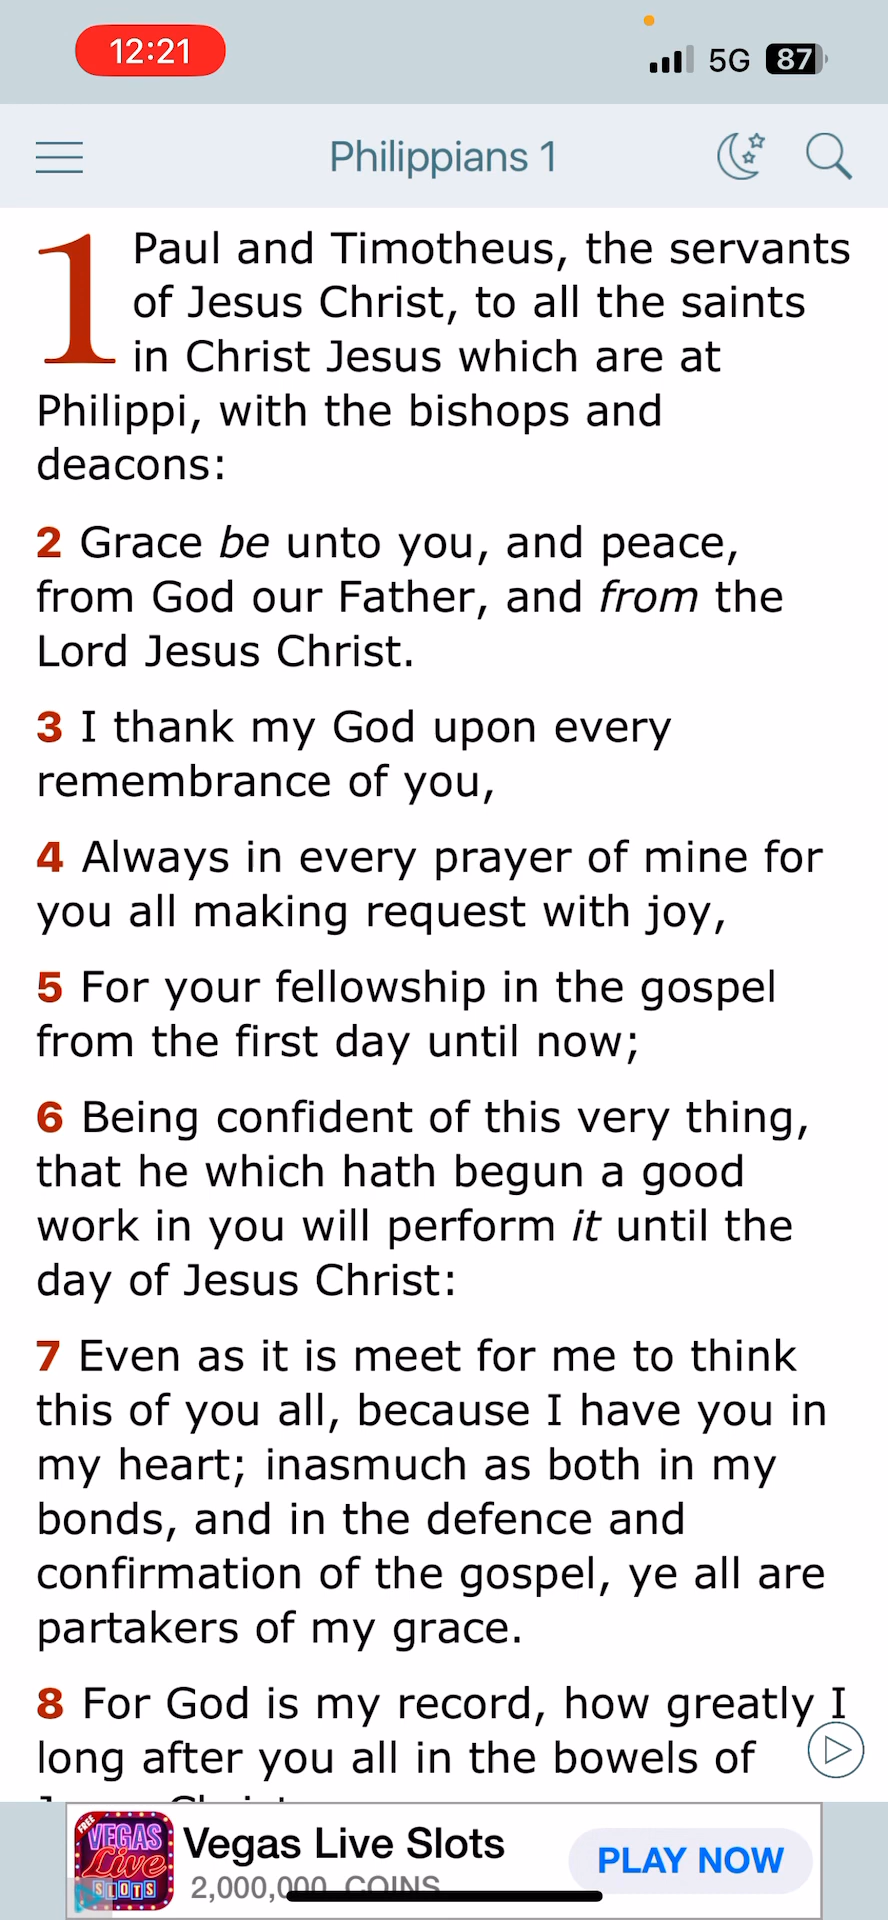 12:21
5G 87
Philippians 1
1 Paul and Timotheus, the servants
of Jesus Christ, to all the saints
in Christ Jesus which are at
Philippi, with the bishops and
deacons:
2 Grace be unto you, and peace,
from God our Father, and from the
Lord Jesus Christ.
3 I thank my God upon every
remembrance of you,
4 Always in every prayer of mine for
you all making request with joy,
5 For your fellowship in the gospel
from the first day until now;
6 Being confident of this very thing,
that he which hath begun a good
work in you will perform it until the
day of Jesus Christ:
7 Even as it is meet for me to think
this of you all, because I have you in
my heart; inasmuch as both in my
bonds, and in the defence and
confirmation of the gospel, ye all are
partakers of my grace.
8 For God is my record, how greatly I
long after you all in the bowels of
FREE
VEGAS
Live
SLOTS
Vegas Live Slots
2,000,000 COINS
PLAY NOW